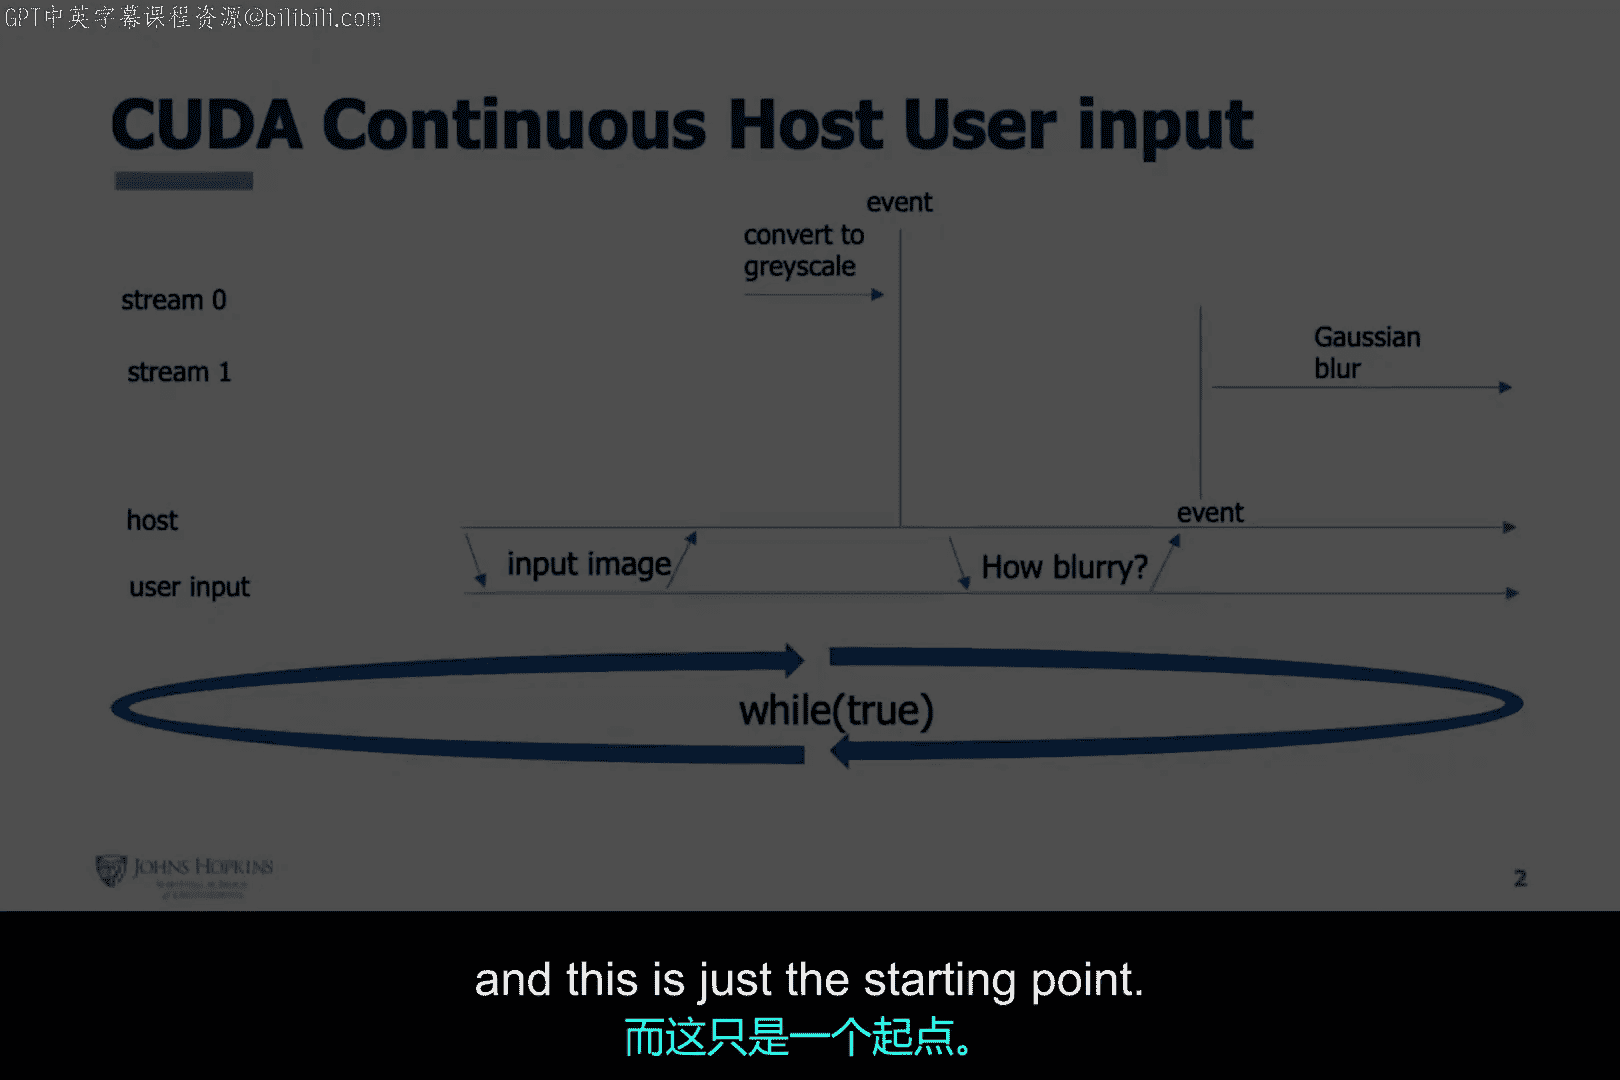 GPT中英字幕课程资源@bilibili.com
CUDA Continuous Host User input
event
convert to
greyscale
stream 0
Gaussian
blur
stream 1
host
event
input image
How blurry?
user input
while(true)
JOHNS HOPKINS
2
and this is just the starting point.
而这只是一个起点。